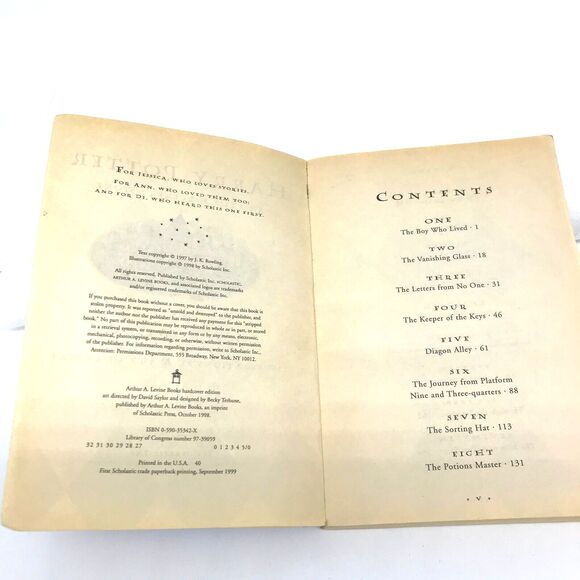 FOR JESSICA, WHO LOVES STORIES,
FOR ANN, WHO LOVED THEM TOO;
AND FOR DI, WHO HEARD THIS ONE FIRST.
Text copyright © 1997 by J. K. Rowling.
Illustrations copyright © 1998 by Scholastic Inc.
All rights reserved. Published by Scholastic Inc. SCHOLASTIC,
ARTHUR A. LEVINE BOOKS, and associated logos are trademarks
and/or registered trademarks of Scholastic Inc.
If you purchased this book without a cover, you should be aware that this book is
stolen property. It was reported as "unsold and destroyed" to the publisher, and
neither the author nor the publisher has received any payment for this "stripped
book." No part of this publication may be reproduced in whole or in part, or stored
in a retrieval system, or transmitted in any form or by any means, electronic,
mechanical, photocopying, recording, or otherwise, without written permission
of the publisher. For information regarding permission, write to Scholastic Inc.,
Attention: Permissions Department, 555 Broadway, New York, NY 10012.
Arthur A. Levine Books hardcover edition
art directed by David Saylor and designed by Becky Terhune,
published by Arthur A. Levine Books, an imprint
of Scholastic Press, October 1998.
ISBN 0-590-35342-X
Library of Congress number 97-39059
32 31 30 29 28 27 0 1 2 3 4 5/0
Printed in the U.S.A. 40
First Scholastic trade paperback printing, September 1999
CONTENTS
ONE
The Boy Who Lived · 1
TWO
The Vanishing Glass · 18
THREE
The Letters from No One · 31
FOUR
The Keeper of the Keys · 46
FIVE
Diagon Alley · 61
SIX
The Journey from Platform
Nine and Three-quarters · 88
SEVEN
The Sorting Hat · 113
EIGHT
The Potions Master · 131
· V ·